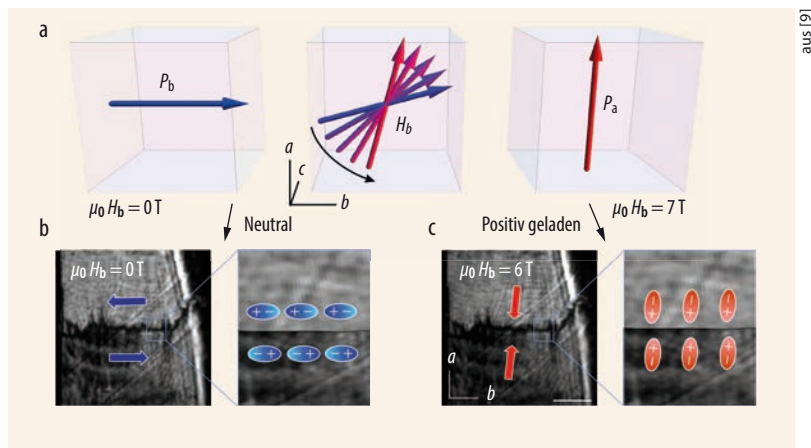 aus [9]
a
P_b
H_b
P_a
a
c
b
μ₀ H_b = 0 T
μ₀ H_b = 7 T
b
Neutral
c
Positiv geladen
μ₀ H_b = 0 T
μ₀ H_b = 6 T
+ − + − + −
− + − + − +
− − −
+ + +
+ + +
− − −
a
b